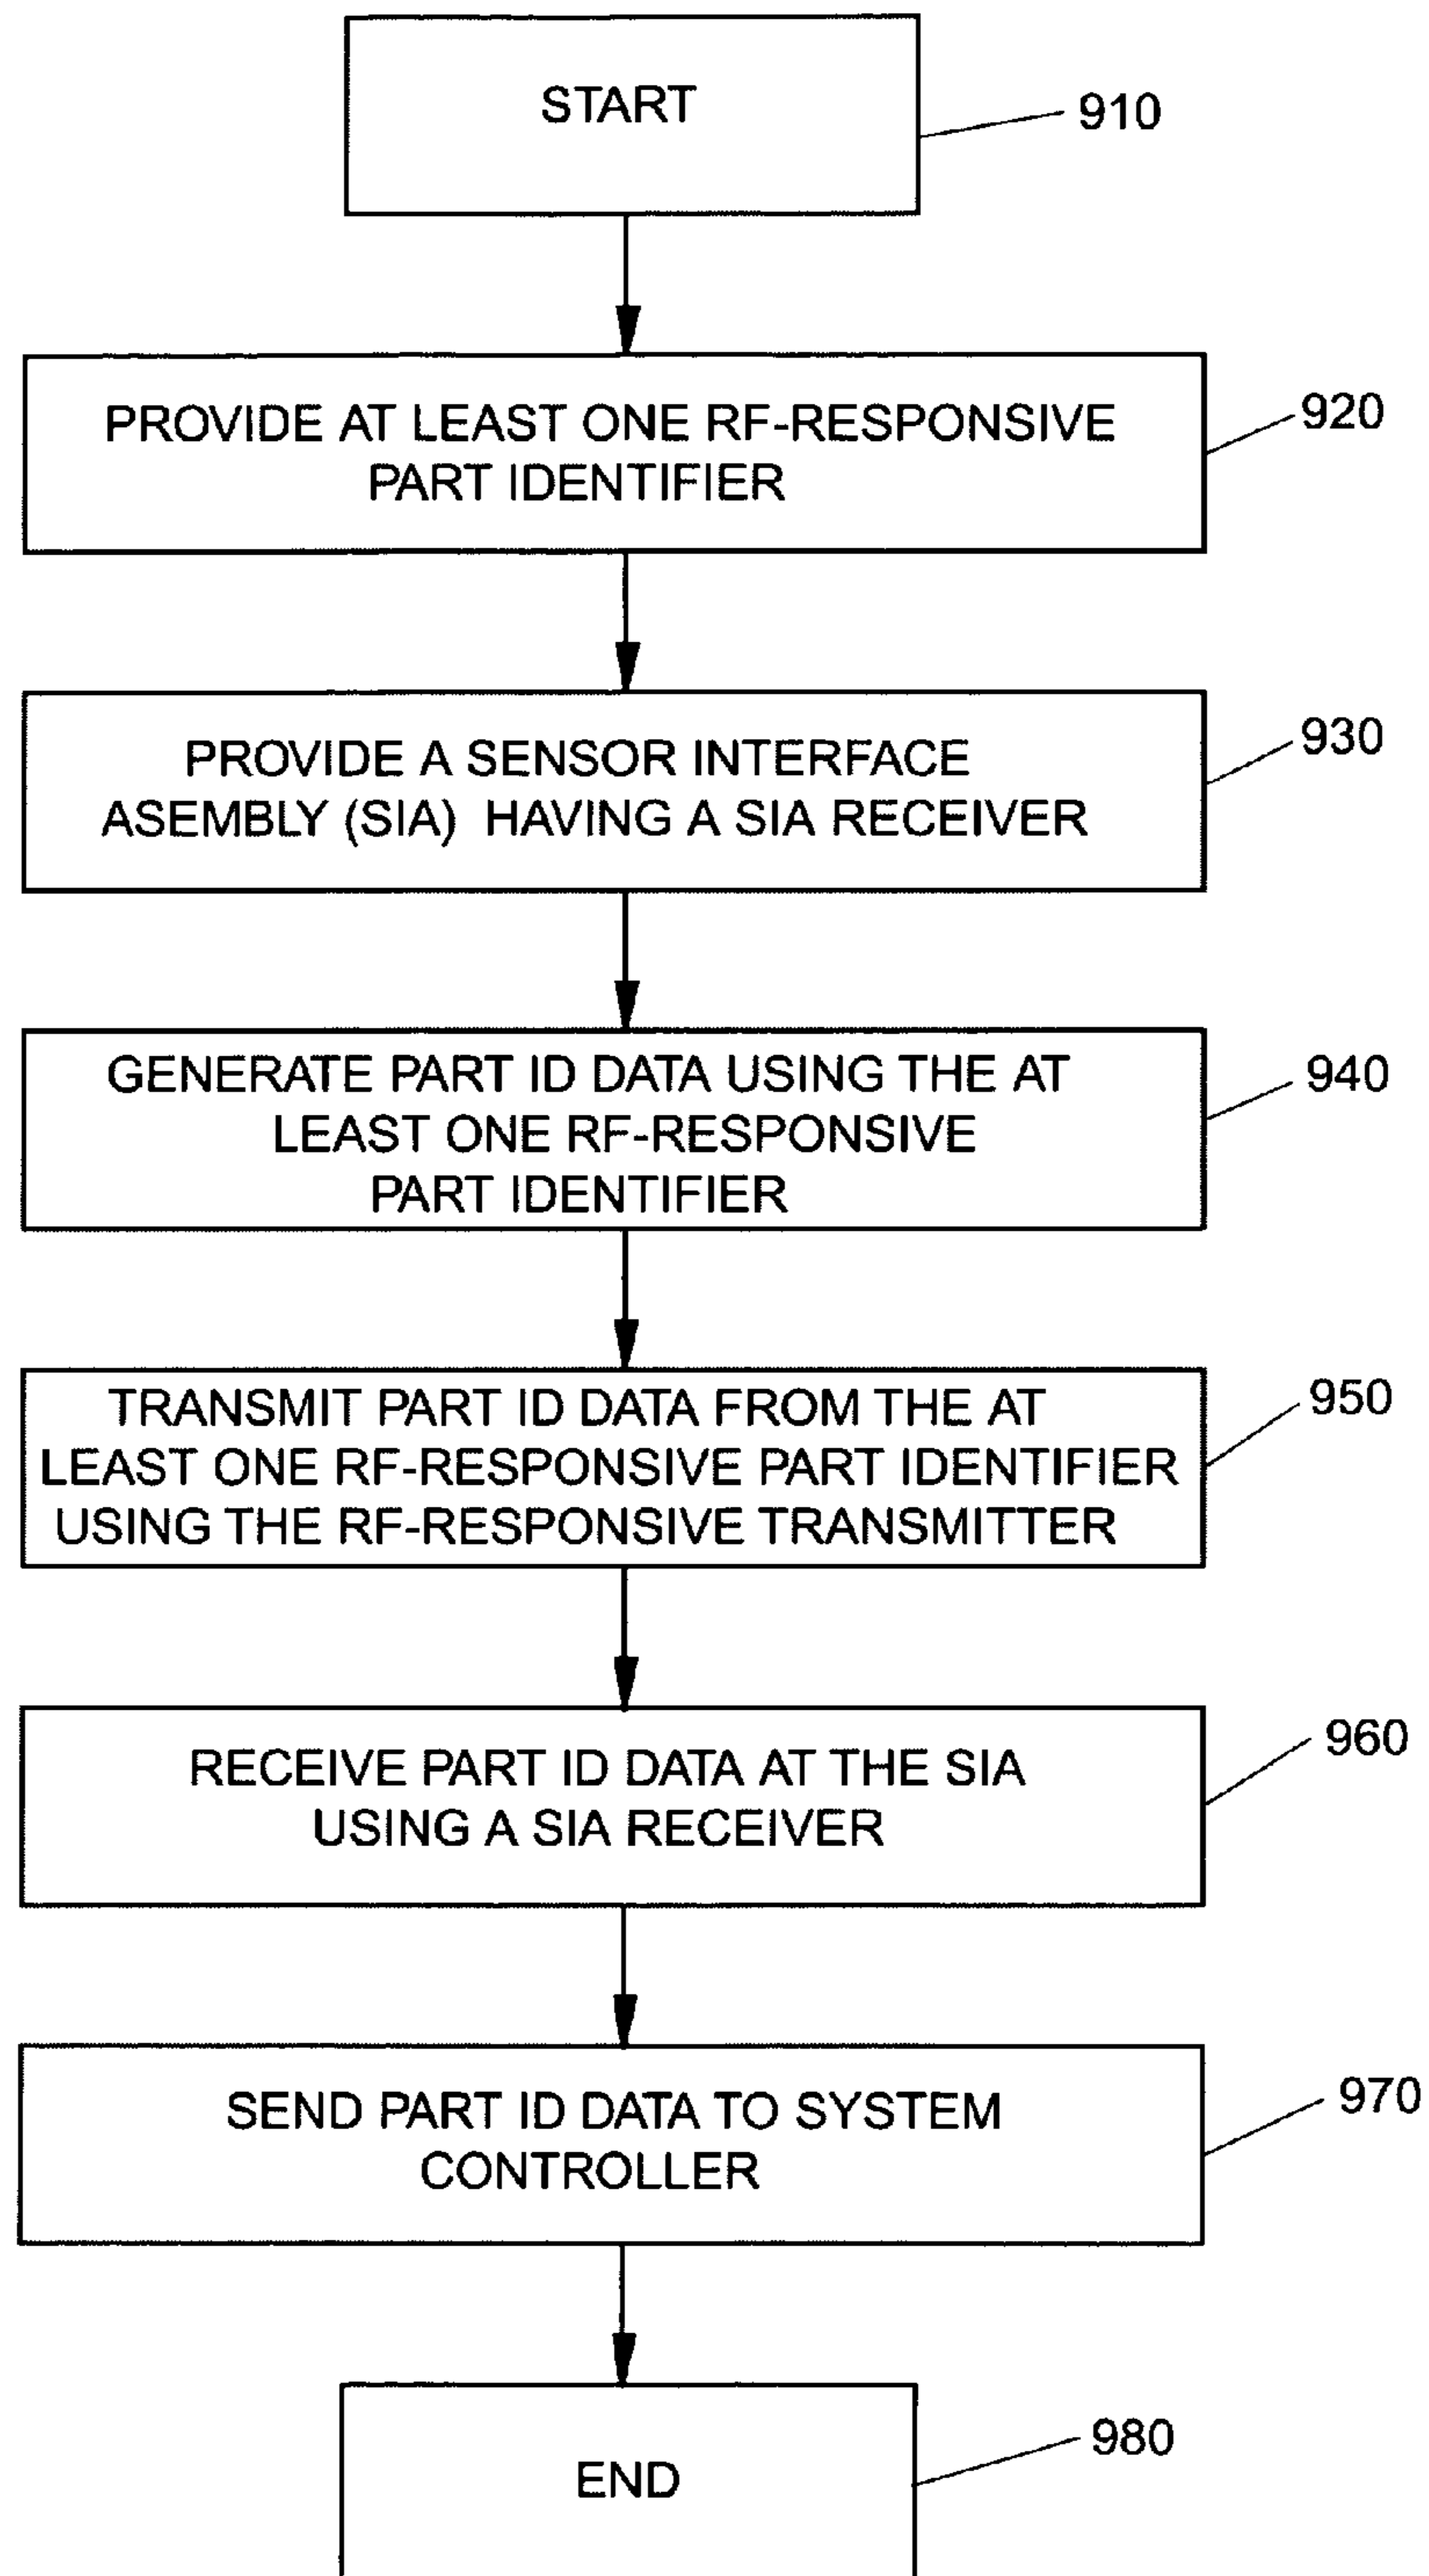 START
910
PROVIDE AT LEAST ONE RF-RESPONSIVE
PART IDENTIFIER
920
PROVIDE A SENSOR INTERFACE
ASEMBLY (SIA) HAVING A SIA RECEIVER
930
GENERATE PART ID DATA USING THE AT
LEAST ONE RF-RESPONSIVE
PART IDENTIFIER
940
TRANSMIT PART ID DATA FROM THE AT
LEAST ONE RF-RESPONSIVE PART IDENTIFIER
USING THE RF-RESPONSIVE TRANSMITTER
950
RECEIVE PART ID DATA AT THE SIA
USING A SIA RECEIVER
960
SEND PART ID DATA TO SYSTEM
CONTROLLER
970
END
980